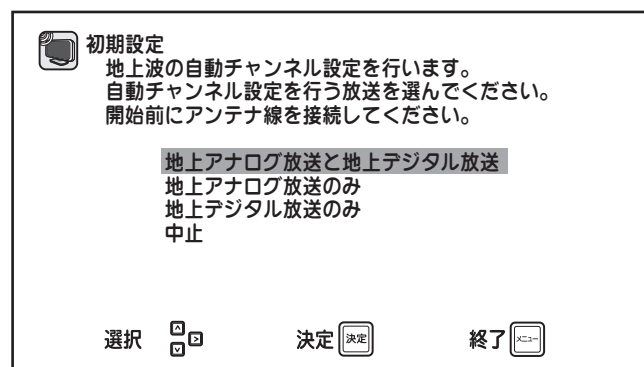 初期設定
地上波の自動チャンネル設定を行います。
自動チャンネル設定を行う放送を選んでください。
開始前にアンテナ線を接続してください。
地上アナログ放送と地上デジタル放送
地上アナログ放送のみ
地上デジタル放送のみ
中止
選択 決定 決定 終了 メニュー